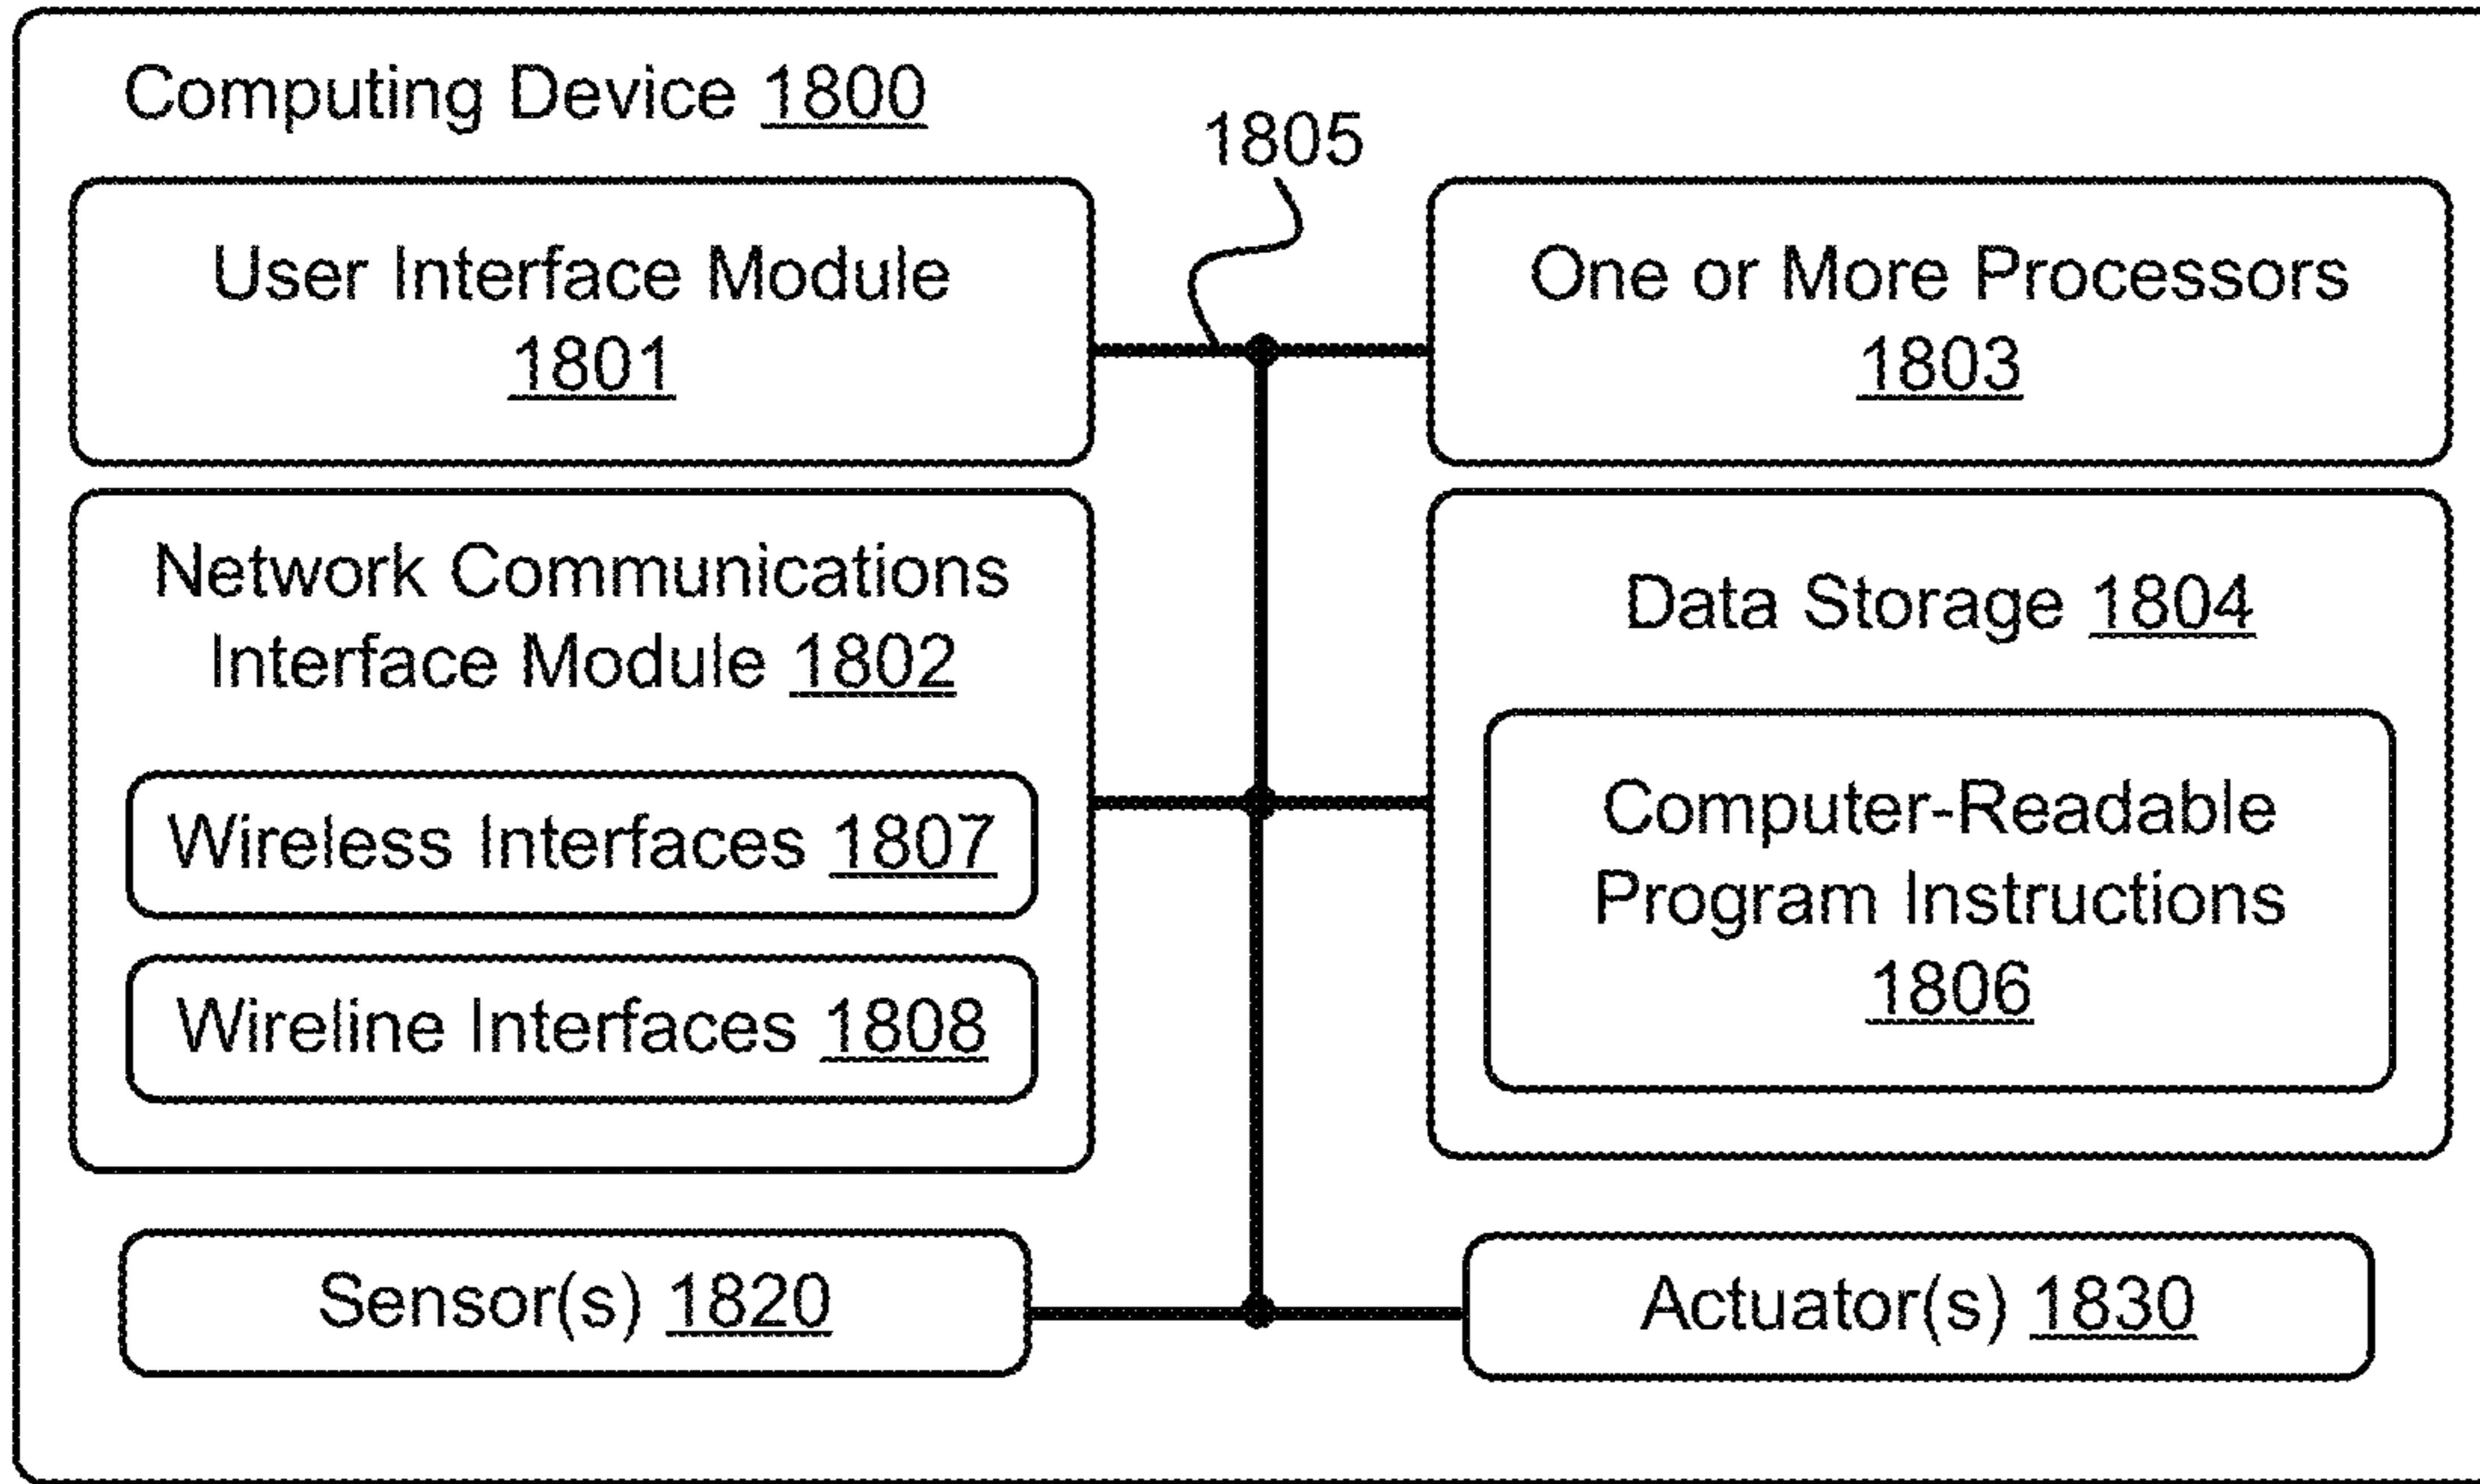 Computing Device 1800
1805
User Interface Module
1801
One or More Processors
1803
Network Communications
Interface Module 1802
Wireless Interfaces 1807
Wireline Interfaces 1808
Data Storage 1804
Computer-Readable
Program Instructions
1806
Sensor(s) 1820
Actuator(s) 1830